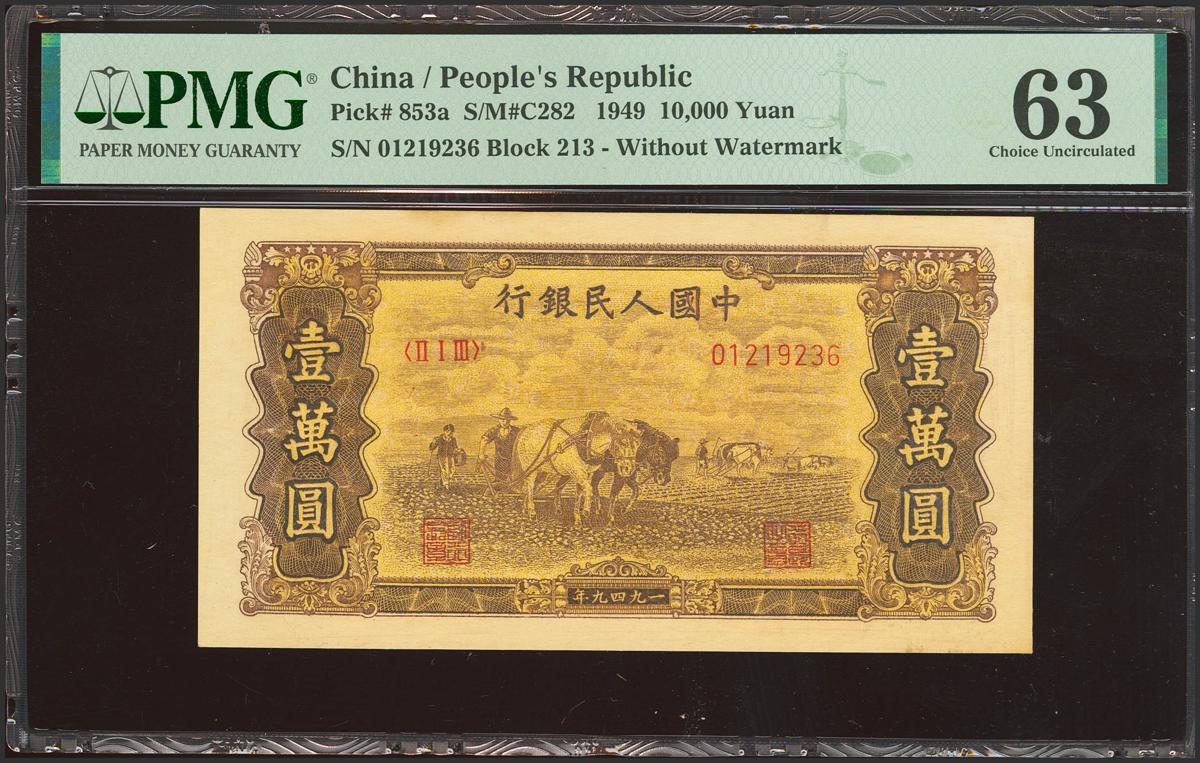 PMG®
PAPER MONEY GUARANTY
China / People's Republic
Pick# 853a S/M#C282 1949 10,000 Yuan
S/N 01219236 Block 213 - Without Watermark
63
Choice Uncirculated
行銀民人國中
〈II I III〉
01219236
壹萬圓
壹萬圓
年九四九一